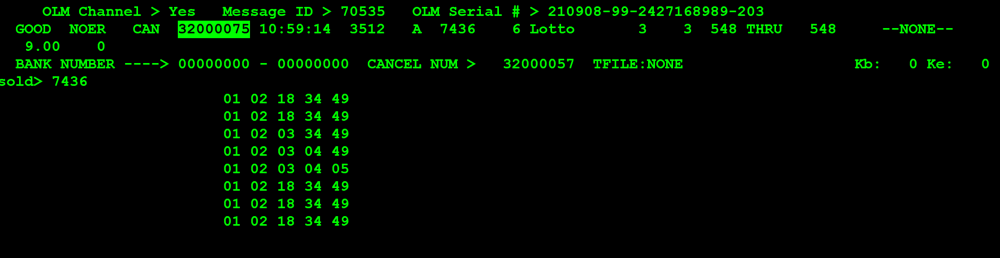 OLM Channel > Yes Message ID > 70535 OLM Serial # > 210908-99-2427168989-203
GOOD NOER CAN 32000075 10:59:14 3512 A 7436 6 Lotto 3 3 548 THRU 548 --NONE--
9.00 0
BANK NUMBER ----> 00000000 - 00000000 CANCEL NUM > 32000057 TFILE:NONE Kb: 0 Ke: 0
sold> 7436
01 02 18 34 49
01 02 18 34 49
01 02 03 34 49
01 02 03 04 49
01 02 03 04 05
01 02 18 34 49
01 02 18 34 49
01 02 18 34 49